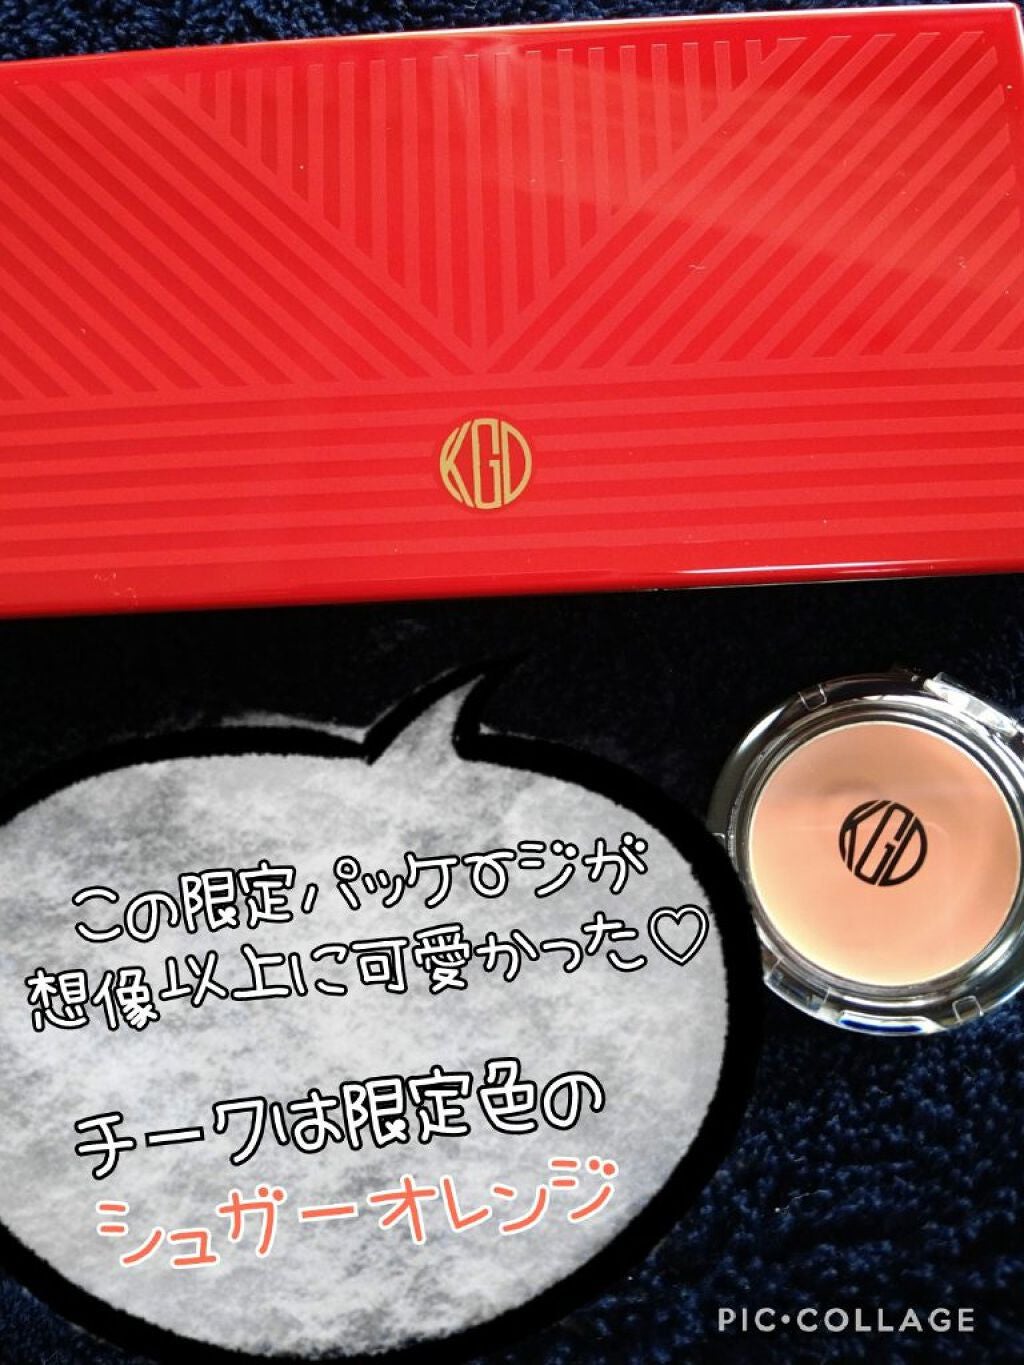 KGD
KGD
この限定パッケージが
想像以上に可愛かった♡
チークは限定色の
シュガーオレンジ
PIC•COLLAGE